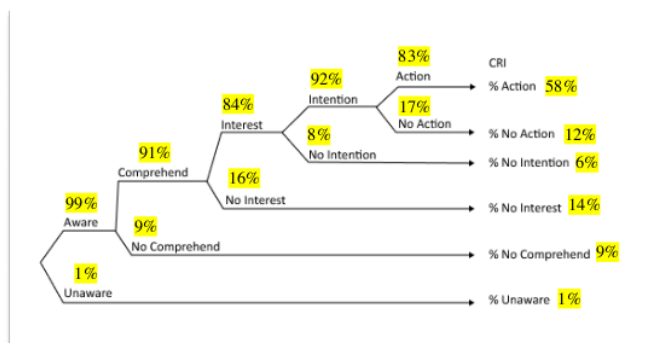 83%
CRI
92%
Action
% Action 58%
84%
Intention
17%
Interest
8%
No Action
% No Action 12%
91%
No Intention
% No Intention 6%
Comprehend
16%
99%
No Interest
% No Interest 14%
Aware
9%
No Comprehend
% No Comprehend 9%
1%
Unaware
% Unaware 1%